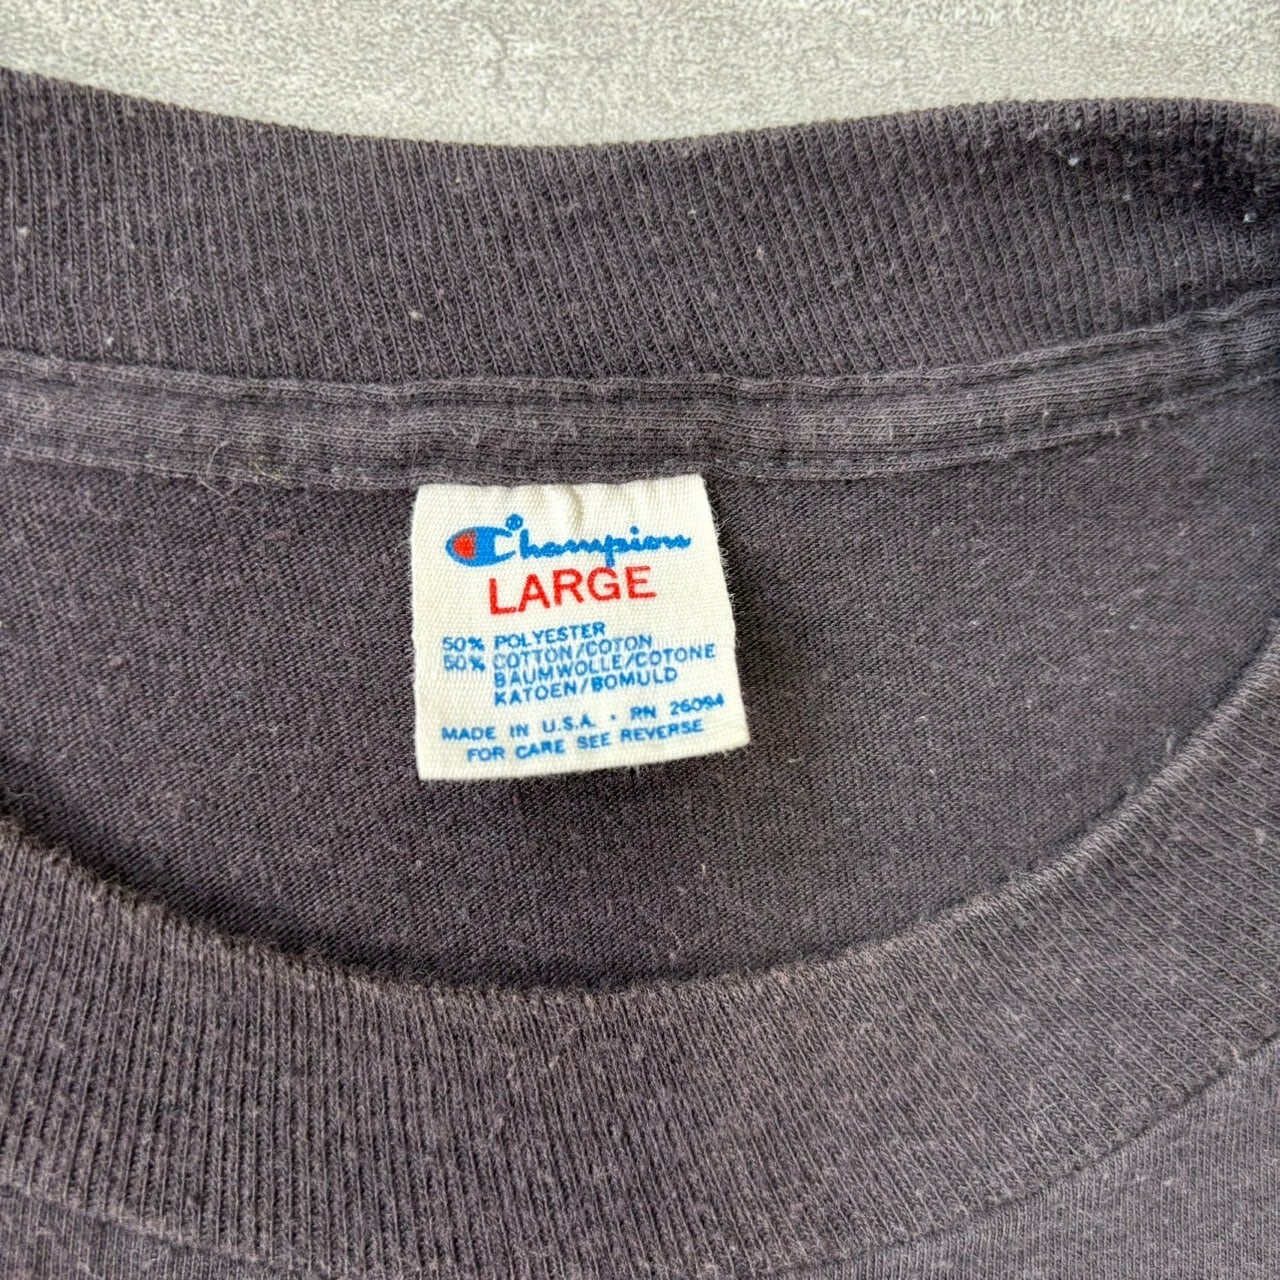 Champion®
LARGE
50% POLYESTER
50% COTTON/COTON
BAUMWOLLE/COTONE
KATOEN/BOMULD
MADE IN U.S.A. • RN 26094
FOR CARE SEE REVERSE